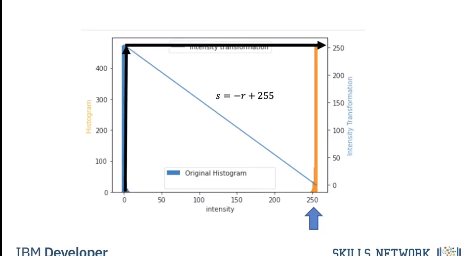 Intensity transformation
s = −r + 255
Histogram
400
300
200
100
0
250
200
150
100
50
0
Intensity Transformation
Original Histogram
0 50 100 150 200 250
intensity
IBM Developer
SKILLS NETWORK